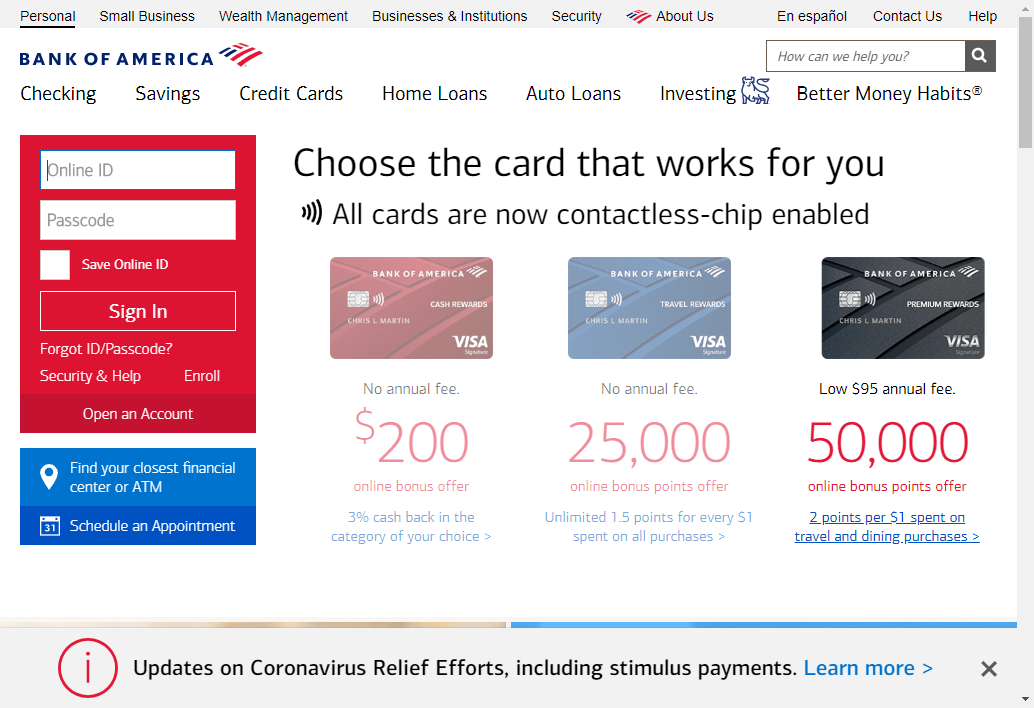 Personal Small Business Wealth Management Businesses & Institutions Security About Us En español Contact Us Help
BANK OF AMERICA
How can we help you?
Checking Savings Credit Cards Home Loans Auto Loans Investing Better Money Habits®
Online ID
Passcode
Save Online ID
Sign In
Forgot ID/Passcode?
Security & Help Enroll
Open an Account
Find your closest financial
center or ATM
31
Schedule an Appointment
Choose the card that works for you
All cards are now contactless-chip enabled
BANK OF AMERICA
CASH REWARDS
CHRIS L MARTIN
VISA
Signature
No annual fee.
$200
online bonus offer
3% cash back in the
category of your choice >
BANK OF AMERICA
TRAVEL REWARDS
CHRIS L MARTIN
VISA
Signature
No annual fee.
25,000
online bonus points offer
Unlimited 1.5 points for every $1
spent on all purchases >
BANK OF AMERICA
PREMIUM REWARDS
CHRIS L MARTIN
VISA
Signature
Low $95 annual fee.
50,000
online bonus points offer
2 points per $1 spent on
travel and dining purchases >
Updates on Coronavirus Relief Efforts, including stimulus payments. Learn more >